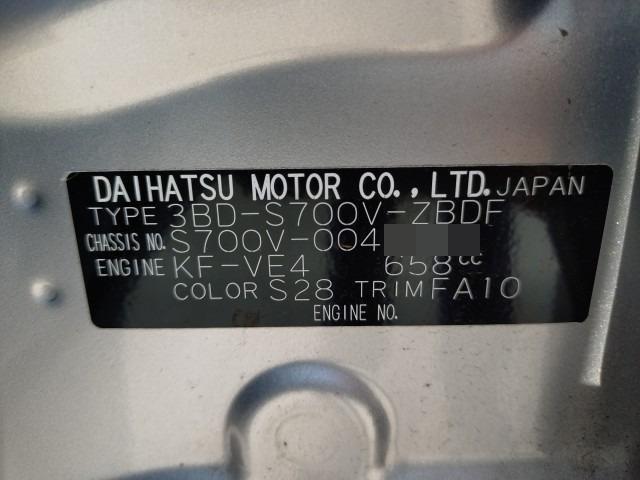 DAIHATSU MOTOR CO., LTD. JAPAN
TYPE 3BD-S700V-ZBDF
CHASSIS NO. S700V-004
ENGINE KF-VE4 658cc
COLOR S28 TRIM FA10
ENGINE NO.